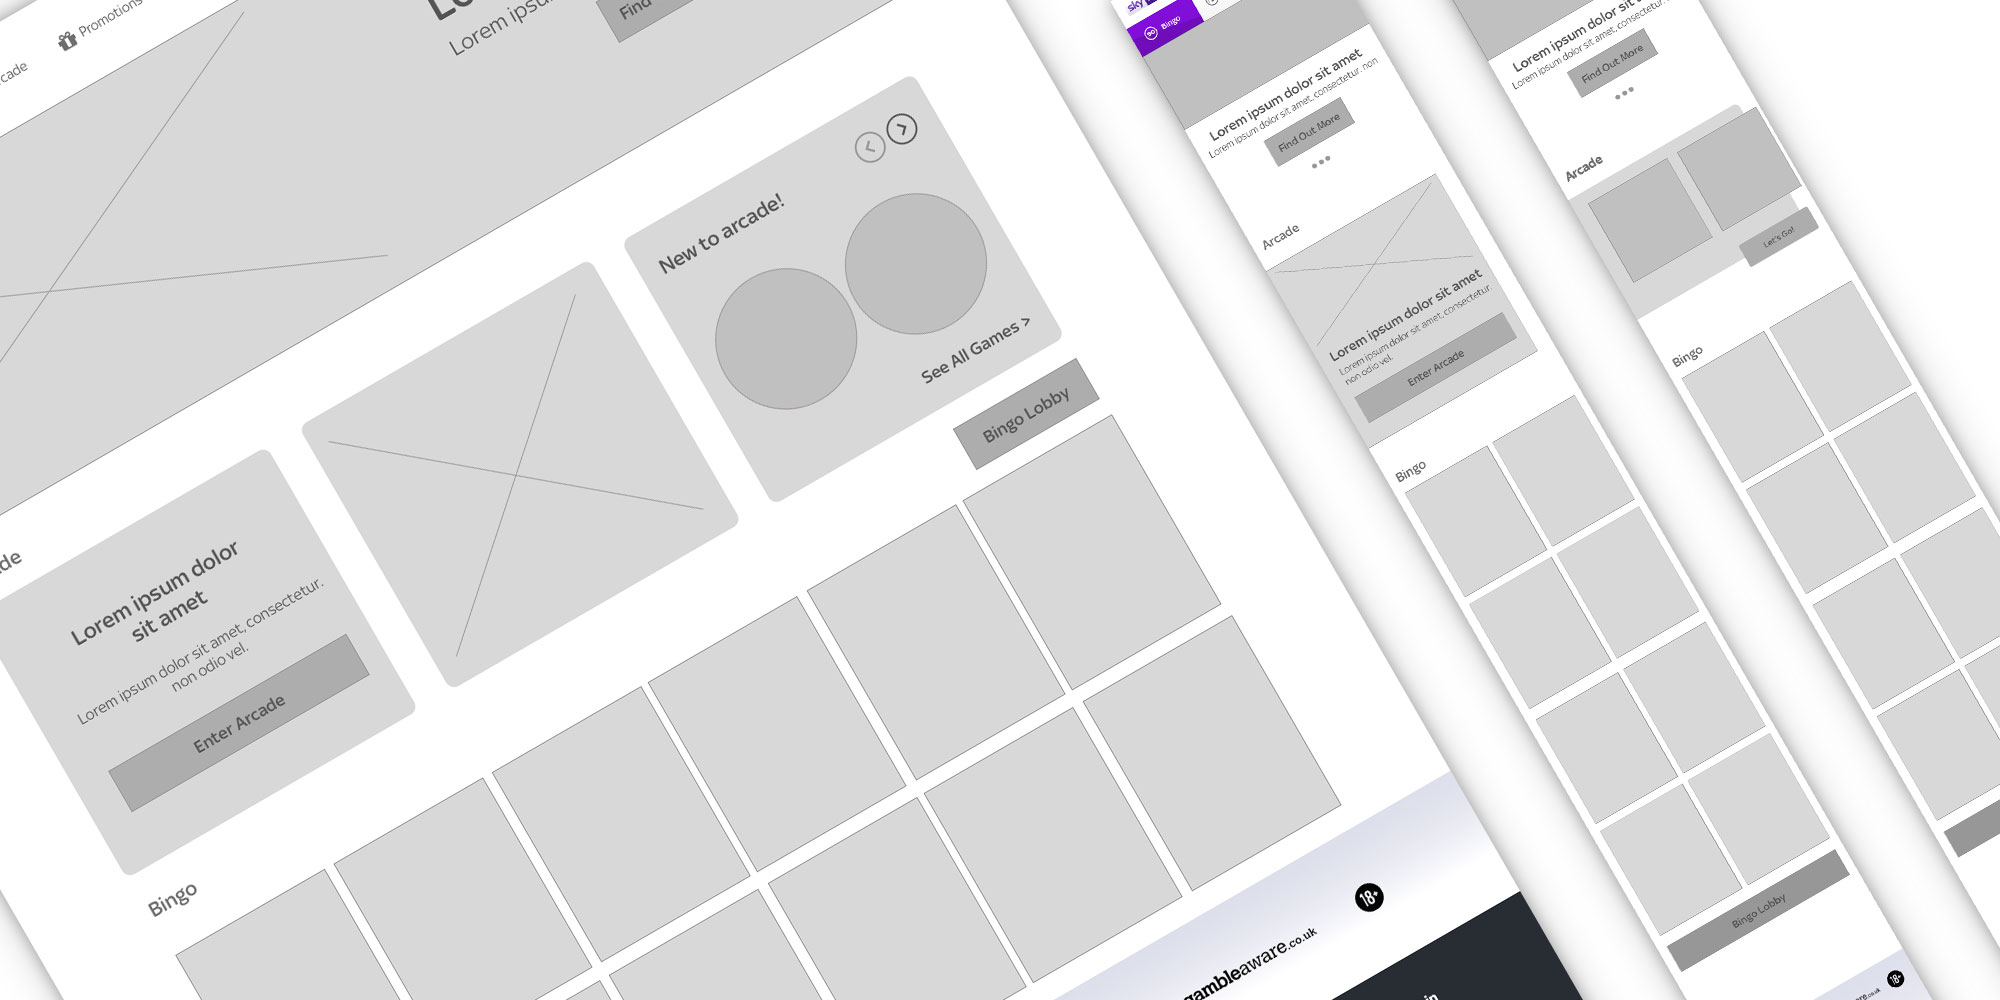 Promotions
Lorem ipsum
Find
New to arcade!
See All Games >
Bingo Lobby
Lorem ipsum dolor
sit amet
Lorem ipsum dolor sit amet, consectetur.
non odio vel.
Enter Arcade
Bingo
gambleaware.co.uk
18+
sky
Bingo
Lorem ipsum dolor sit amet
Lorem ipsum dolor sit amet, consectetur. non
Find Out More
Arcade
Lorem ipsum dolor sit amet
Lorem ipsum dolor sit amet, consectetur.
non odio vel.
Enter Arcade
Bingo
Bingo Lobby
18+
Lorem ipsum dolor sit
Lorem ipsum dolor sit amet, consectetur.
Find Out More
Arcade
Let's Go!
Bingo